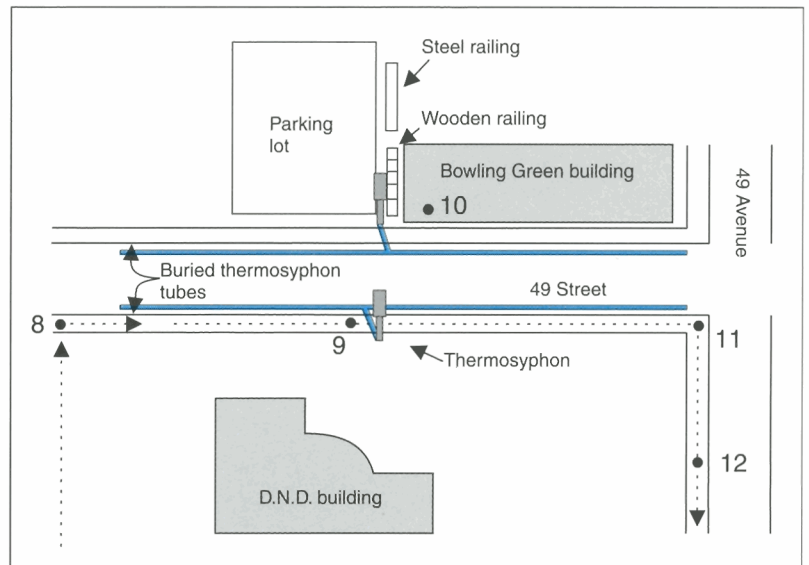 Steel railing
Parking
lot
Wooden railing
Bowling Green building
10
49 Avenue
Buried thermosyphon
tubes
49 Street
8
9
11
Thermosyphon
12
D.N.D. building